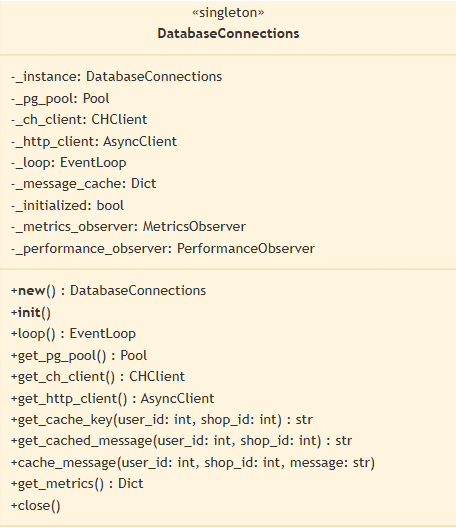 «singleton»
DatabaseConnections
-_instance: DatabaseConnections
-_pg_pool: Pool
-_ch_client: CHClient
-_http_client: AsyncClient
-_loop: EventLoop
-_message_cache: Dict
-_initialized: bool
-_metrics_observer: MetricsObserver
-_performance_observer: PerformanceObserver
+new() : DatabaseConnections
+init()
+loop() : EventLoop
+get_pg_pool() : Pool
+get_ch_client() : CHClient
+get_http_client() : AsyncClient
+get_cache_key(user_id: int, shop_id: int) : str
+get_cached_message(user_id: int, shop_id: int) : str
+cache_message(user_id: int, shop_id: int, message: str)
+get_metrics() : Dict
+close()